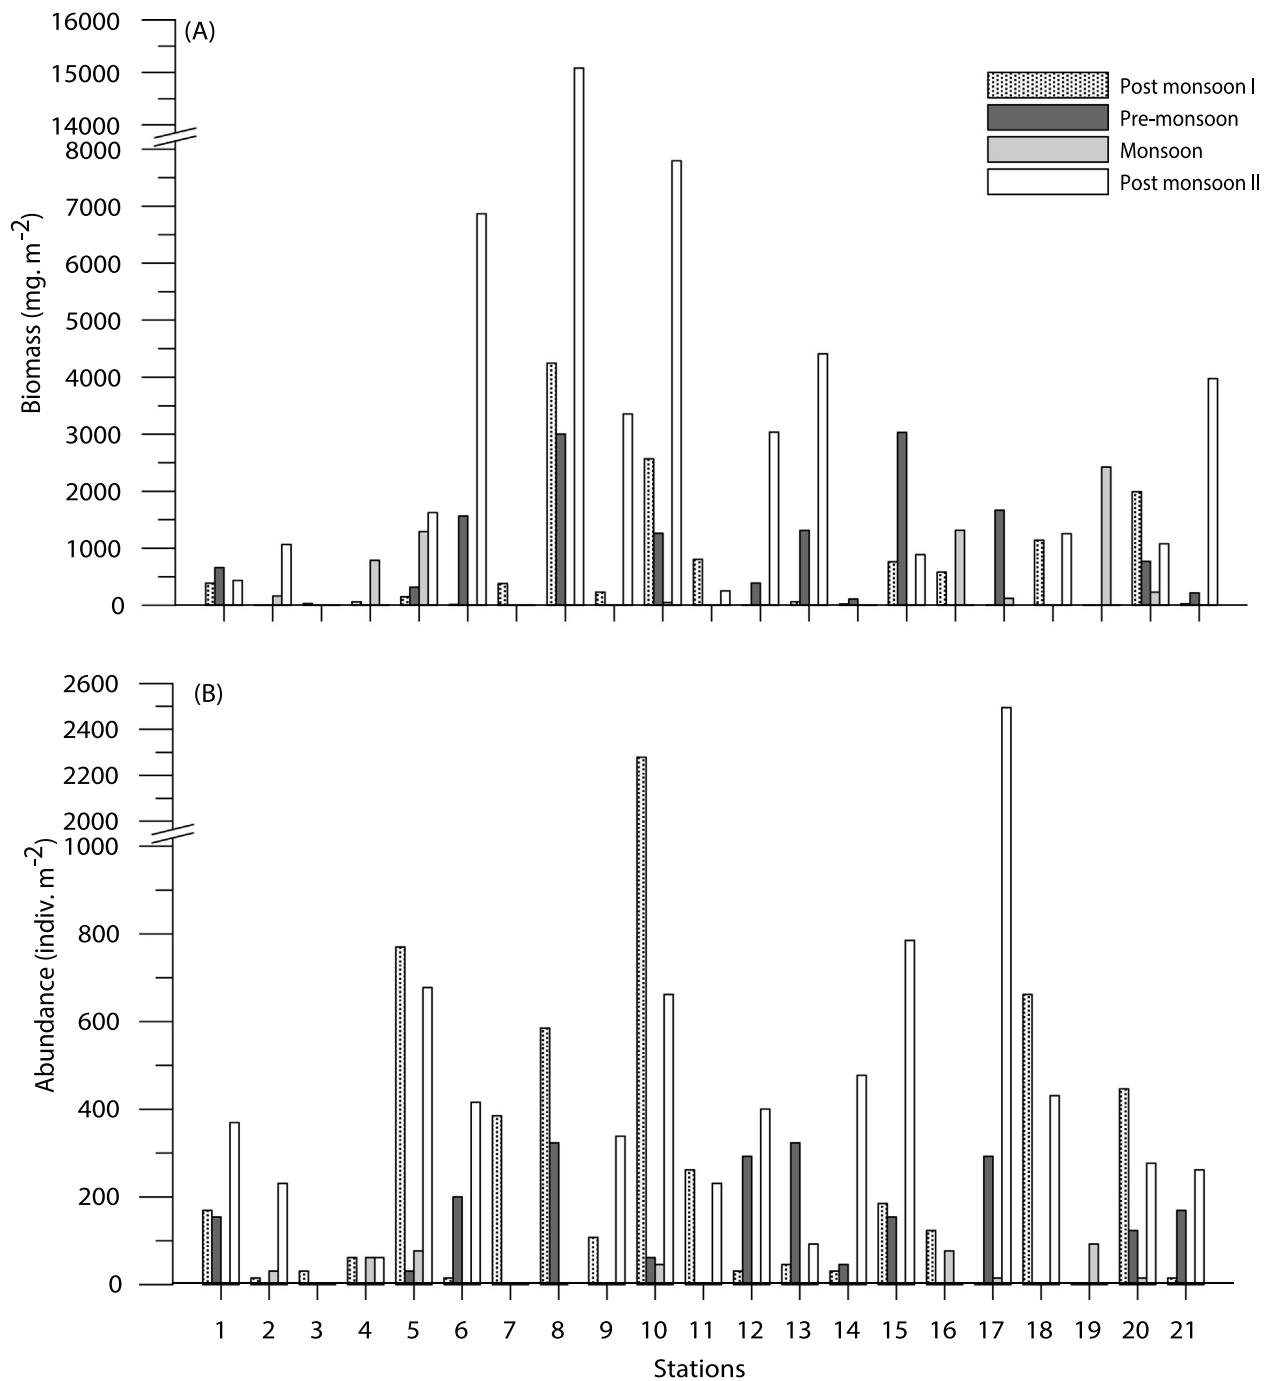 (A)
16000
15000
14000
8000
7000
6000
5000
4000
3000
2000
1000
0
Biomass (mg. m-2)
Post monsoon I
Pre-monsoon
Monsoon
Post monsoon II
(B)
2600
2400
2200
2000
1000
800
600
400
200
0
Abundance (indiv. m-2)
1 2 3 4 5 6 7 8 9 10 11 12 13 14 15 16 17 18 19 20 21
Stations